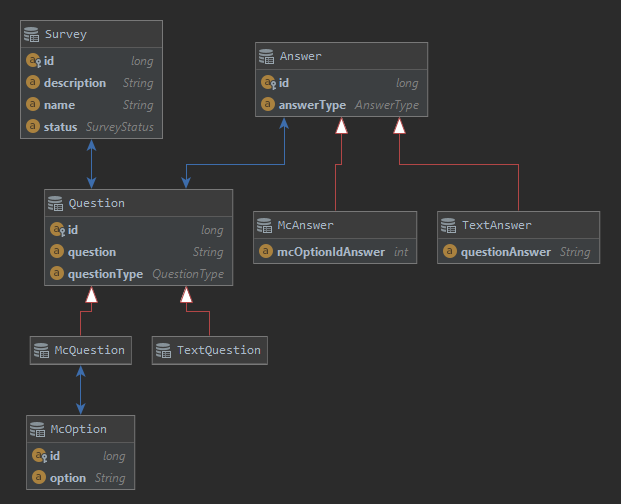 Survey
id long
description String
name String
status SurveyStatus
Answer
id long
answerType AnswerType
Question
id long
question String
questionType QuestionType
McAnswer
mcOptionIdAnswer int
TextAnswer
questionAnswer String
McQuestion
TextQuestion
McOption
id long
option String